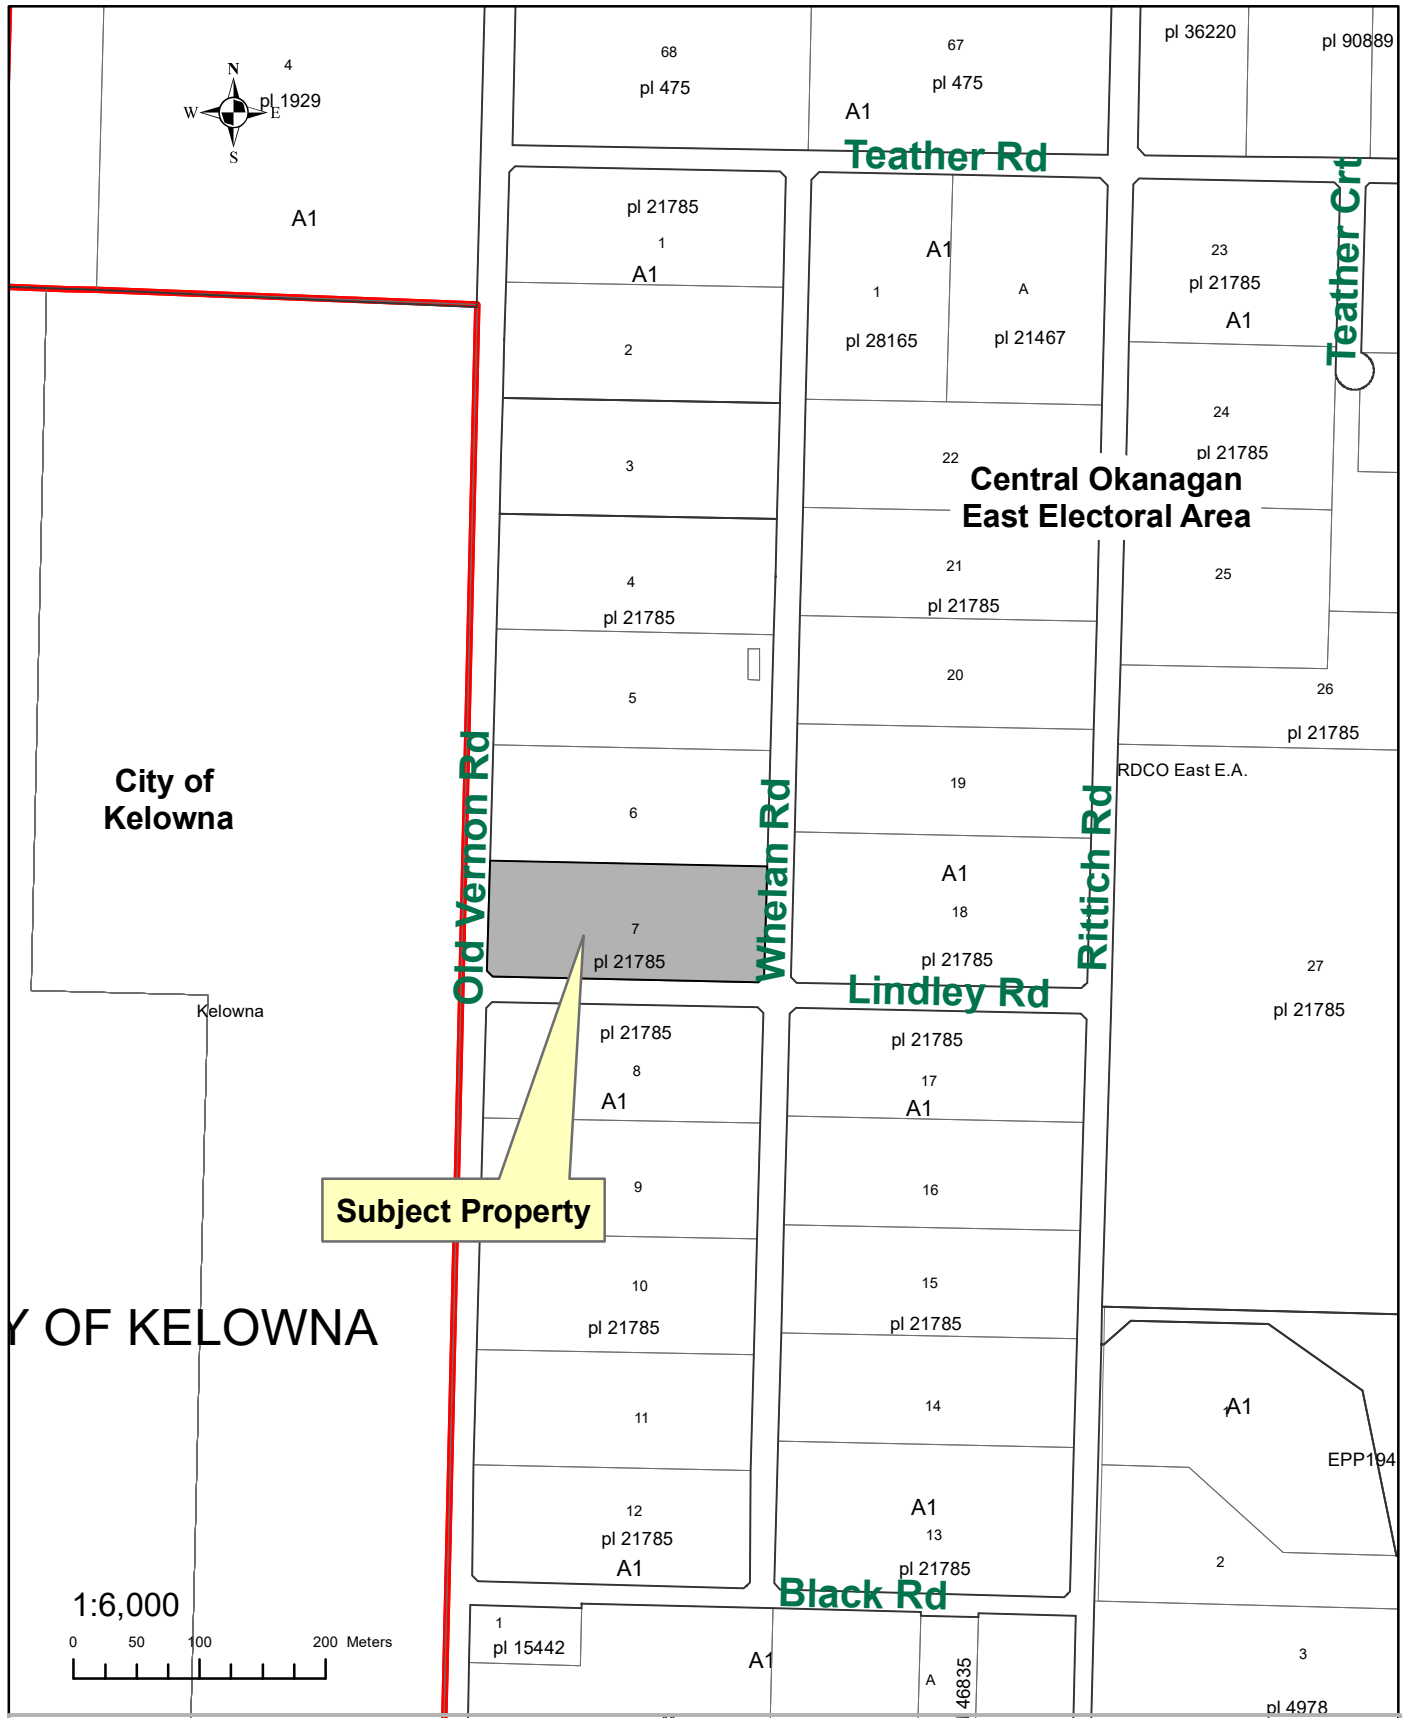 68
67
pl 36220
pl 90889
4
N
pl 475
pl 475
pl 1929
W
E
A1
S
Teather Rd
Teather Crt
A1
pl 21785
1
A1
A1
23
pl 21785
1
A
A1
pl 28165
pl 21467
2
24
pl 21785
3
22
Central Okanagan
East Electoral Area
4
pl 21785
21
pl 21785
25
5
20
26
pl 21785
City of
Kelowna
Old Vernon Rd
6
Whelan Rd
19
Rittich Rd
RDCO East E.A.
A1
7
pl 21785
18
pl 21785
27
pl 21785
Lindley Rd
Kelowna
pl 21785
8
A1
pl 21785
17
A1
Subject Property
9
16
10
pl 21785
15
pl 21785
Y OF KELOWNA
11
14
A1
1
EPP194
12
pl 21785
A1
A1
13
pl 21785
2
Black Rd
1:6,000
0 50 100 200 Meters
1
pl 15442
A1
A
46835
3
pl 4978